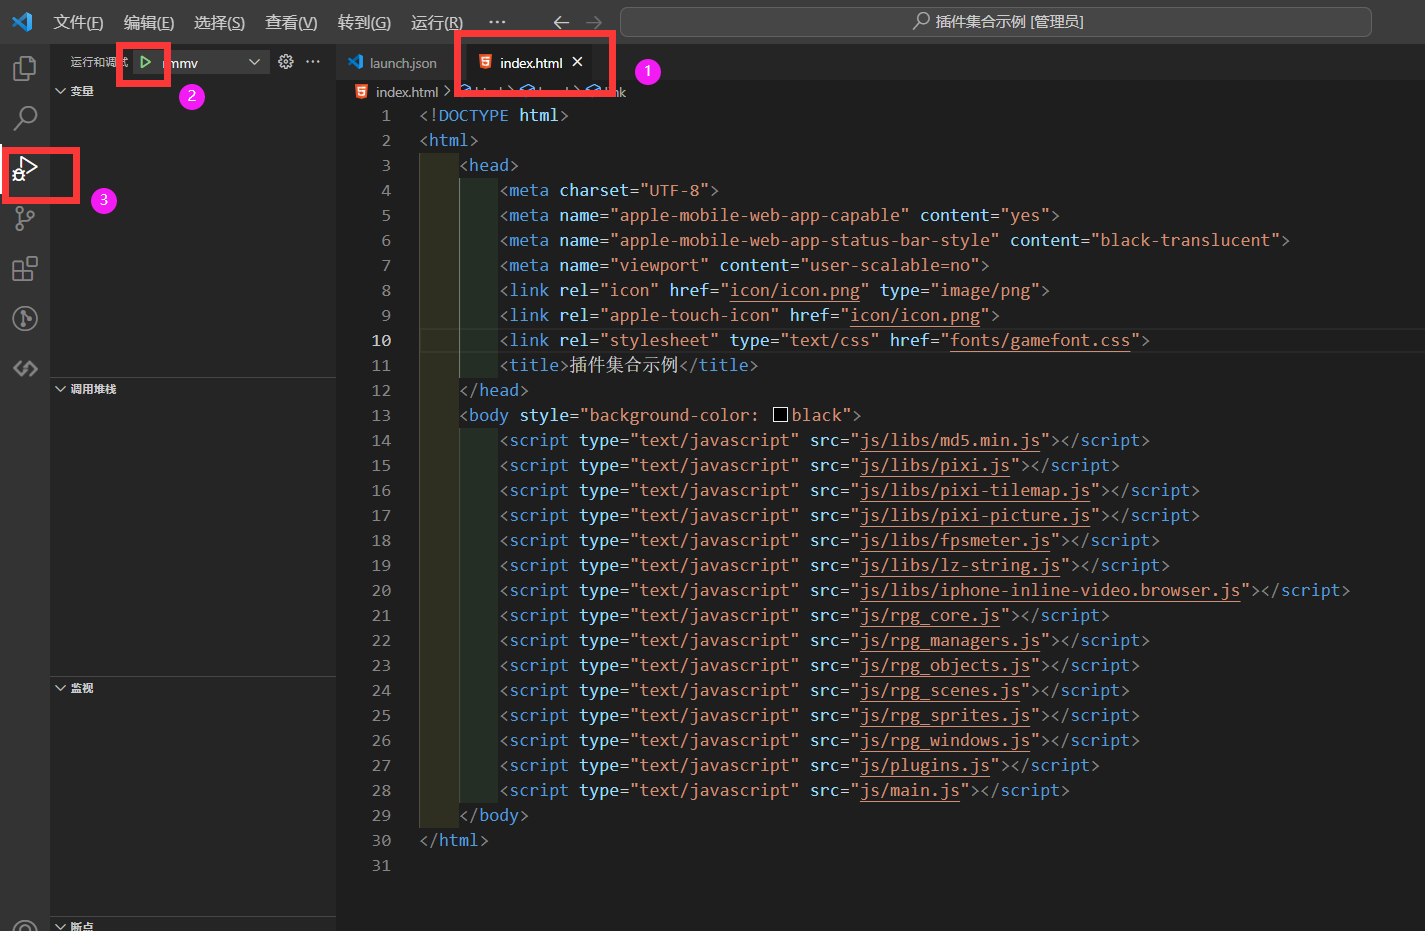 文件(F) 编辑(E) 选择(S) 查看(V) 转到(G) 运行(R) ··· 插件集合示例 [管理员]
运行和调试 mmv ··· launch.json index.html
1
2
3
index.html
变量
调用堆栈
监视
断点
1 <!DOCTYPE html>
2 <html>
3 <head>
4 <meta charset="UTF-8">
5 <meta name="apple-mobile-web-app-capable" content="yes">
6 <meta name="apple-mobile-web-app-status-bar-style" content="black-translucent">
7 <meta name="viewport" content="user-scalable=no">
8 <link rel="icon" href="icon/icon.png" type="image/png">
9 <link rel="apple-touch-icon" href="icon/icon.png">
10 <link rel="stylesheet" type="text/css" href="fonts/gamefont.css">
11 <title>插件集合示例</title>
12 </head>
13 <body style="background-color: black">
14 <script type="text/javascript" src="js/libs/md5.min.js"></script>
15 <script type="text/javascript" src="js/libs/pixi.js"></script>
16 <script type="text/javascript" src="js/libs/pixi-tilemap.js"></script>
17 <script type="text/javascript" src="js/libs/pixi-picture.js"></script>
18 <script type="text/javascript" src="js/libs/fpsmeter.js"></script>
19 <script type="text/javascript" src="js/libs/lz-string.js"></script>
20 <script type="text/javascript" src="js/libs/iphone-inline-video.browser.js"></script>
21 <script type="text/javascript" src="js/rpg_core.js"></script>
22 <script type="text/javascript" src="js/rpg_managers.js"></script>
23 <script type="text/javascript" src="js/rpg_objects.js"></script>
24 <script type="text/javascript" src="js/rpg_scenes.js"></script>
25 <script type="text/javascript" src="js/rpg_sprites.js"></script>
26 <script type="text/javascript" src="js/rpg_windows.js"></script>
27 <script type="text/javascript" src="js/plugins.js"></script>
28 <script type="text/javascript" src="js/main.js"></script>
29 </body>
30 </html>
31